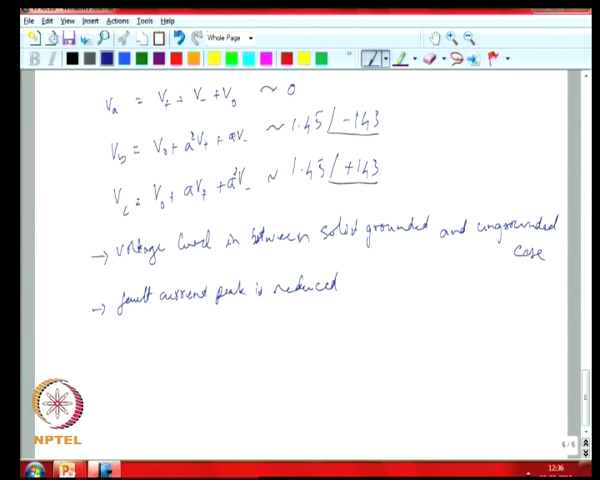 File Edit View Insert Actions Tools Help
Whole Page
B I
Va = V+ + V- + V0 ~ 0
Vb = V0 + a²V+ + aV- ~ 1.45 ∠-143
Vc = V0 + aV+ + a²V- ~ 1.45 ∠+143
→ voltage level in between solid grounded and ungrounded
case
→ fault current peak is reduced
NPTEL
6/6
12:36